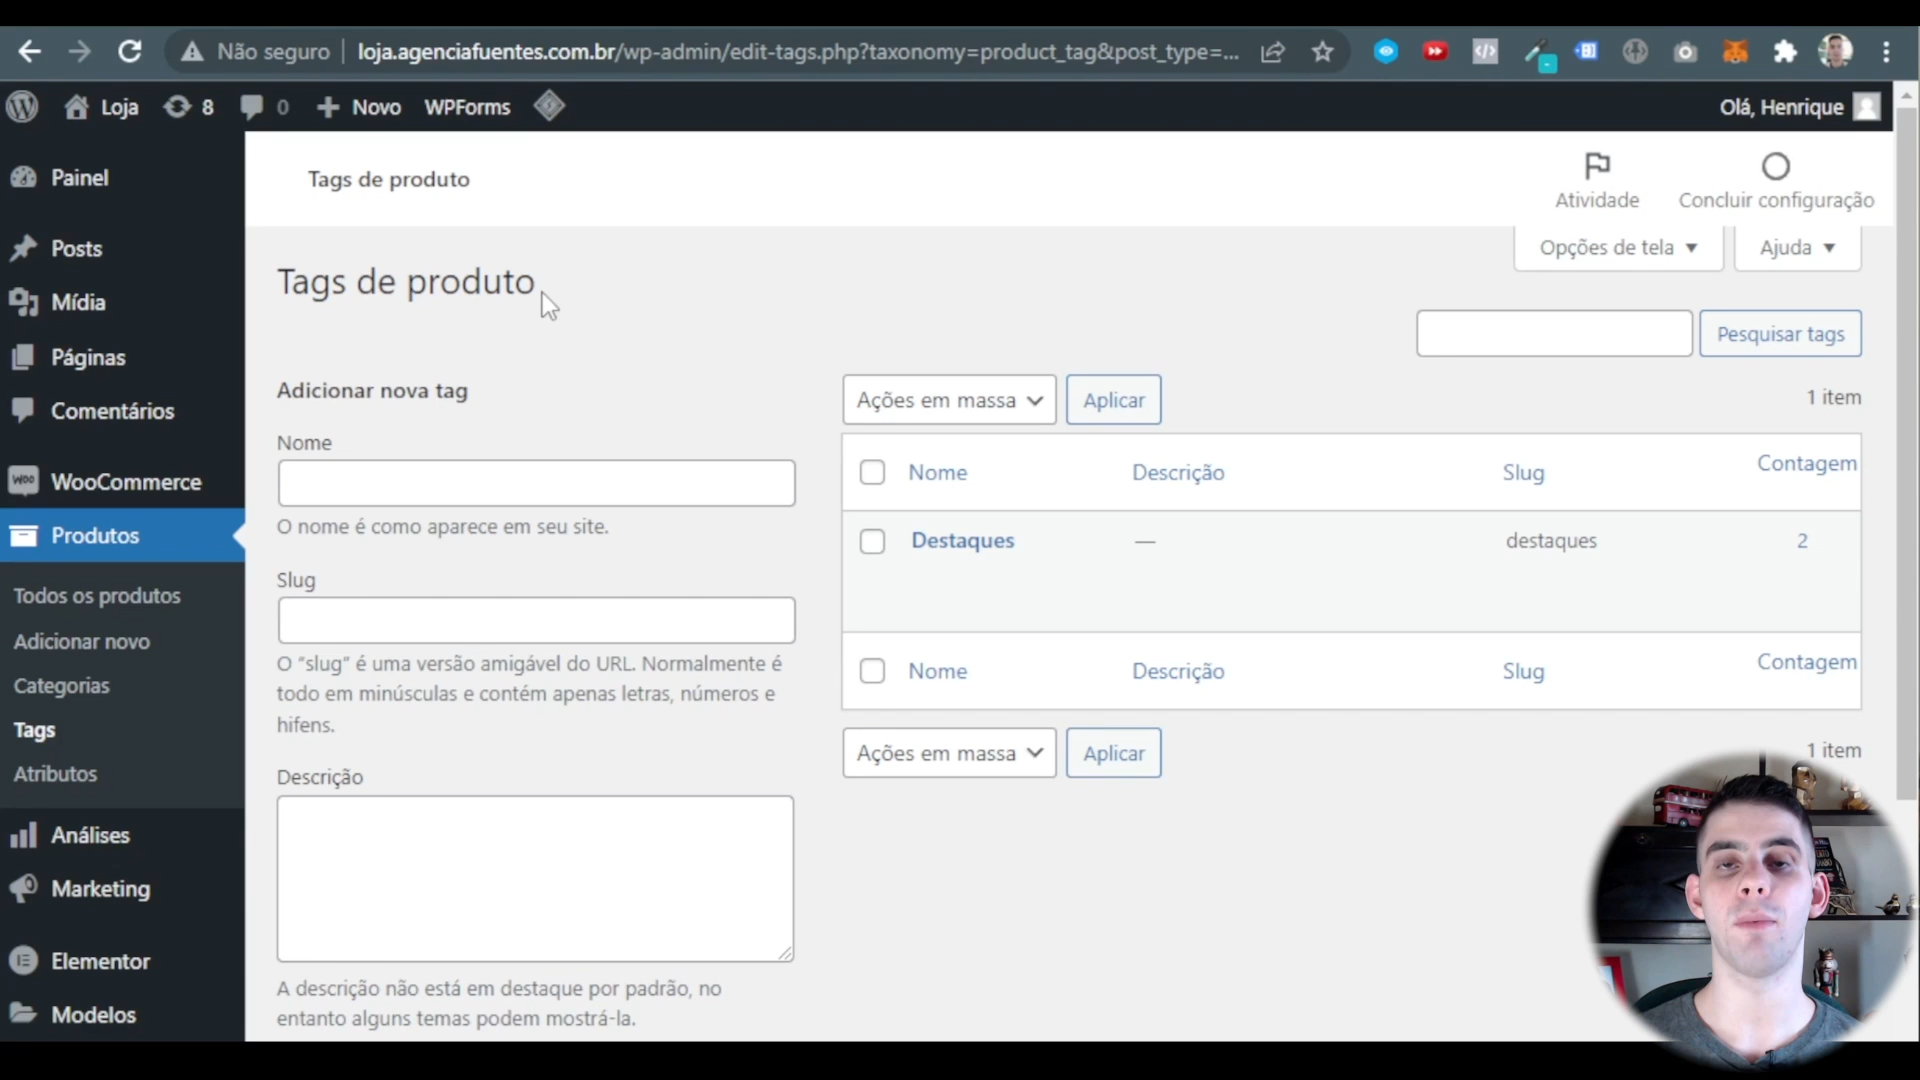 Não seguro
loja.agenciafuentes.com.br/wp-admin/edit-tags.php?taxonomy=product_tag&post_type=...
Loja
8
0
Novo
WPForms
Olá, Henrique
Painel
Posts
Mídia
Páginas
Comentários
WooCommerce
Produtos
Todos os produtos
Adicionar novo
Categorias
Tags
Atributos
Análises
Marketing
Elementor
Modelos
Tags de produto
Atividade
Concluir configuração
Opções de tela
Ajuda
Tags de produto
Pesquisar tags
Adicionar nova tag
Nome
O nome é como aparece em seu site.
Slug
O “slug” é uma versão amigável do URL. Normalmente é
todo em minúsculas e contém apenas letras, números e
hifens.
Descrição
A descrição não está em destaque por padrão, no
entanto alguns temas podem mostrá-la.
Ações em massa
Aplicar
1 item
Nome Descrição Slug Contagem
Destaques — destaques 2
Nome Descrição Slug Contagem
Ações em massa
Aplicar
1 item